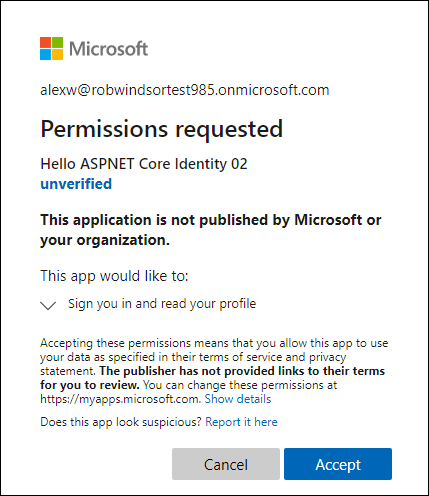 Microsoft
alexw@robwindsortest985.onmicrosoft.com
Permissions requested
Hello ASPNET Core Identity 02
unverified
This application is not published by Microsoft or
your organization.
This app would like to:
Sign you in and read your profile
Accepting these permissions means that you allow this app to use
your data as specified in their terms of service and privacy
statement. The publisher has not provided links to their terms
for you to review. You can change these permissions at
https://myapps.microsoft.com. Show details
Does this app look suspicious? Report it here
Cancel
Accept